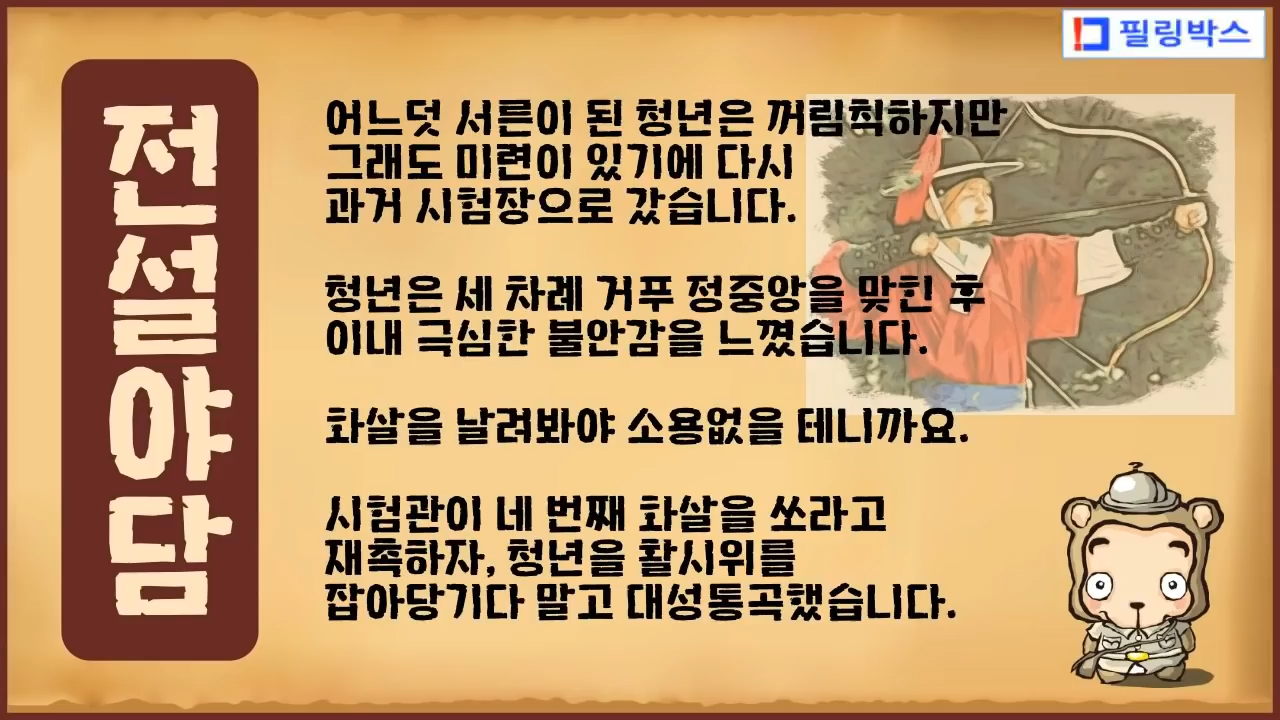 필링박스
전설야담
어느덧 서른이 된 청년은 꺼림칙하지만
그래도 미련이 있기에 다시
과거 시험장으로 갔습니다.
청년은 세 차례 거푸 정중앙을 맞힌 후
이내 극심한 불안감을 느꼈습니다.
화살을 날려봐야 소용없을 테니까요.
시험관이 네 번째 화살을 쏘라고
재촉하자, 청년을 활시위를
잡아당기다 말고 대성통곡했습니다.